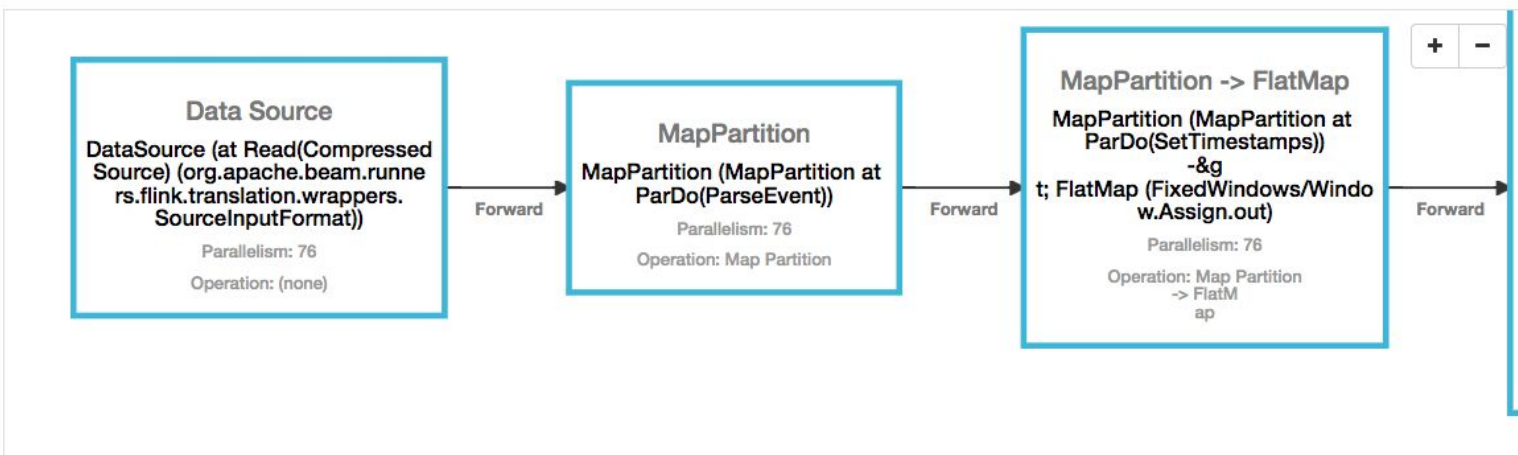 Data Source
DataSource (at Read(Compressed
Source) (org.apache.beam.runne
rs.flink.translation.wrappers.
SourceInputFormat))
Parallelism: 76
Operation: (none)
Forward
MapPartition
MapPartition (MapPartition at
ParDo(ParseEvent))
Parallelism: 76
Operation: Map Partition
Forward
MapPartition -> FlatMap
MapPartition (MapPartition at
ParDo(SetTimestamps))
-&g
t; FlatMap (FixedWindows/Windo
w.Assign.out)
Parallelism: 76
Operation: Map Partition
-> FlatM
ap
Forward
+ −